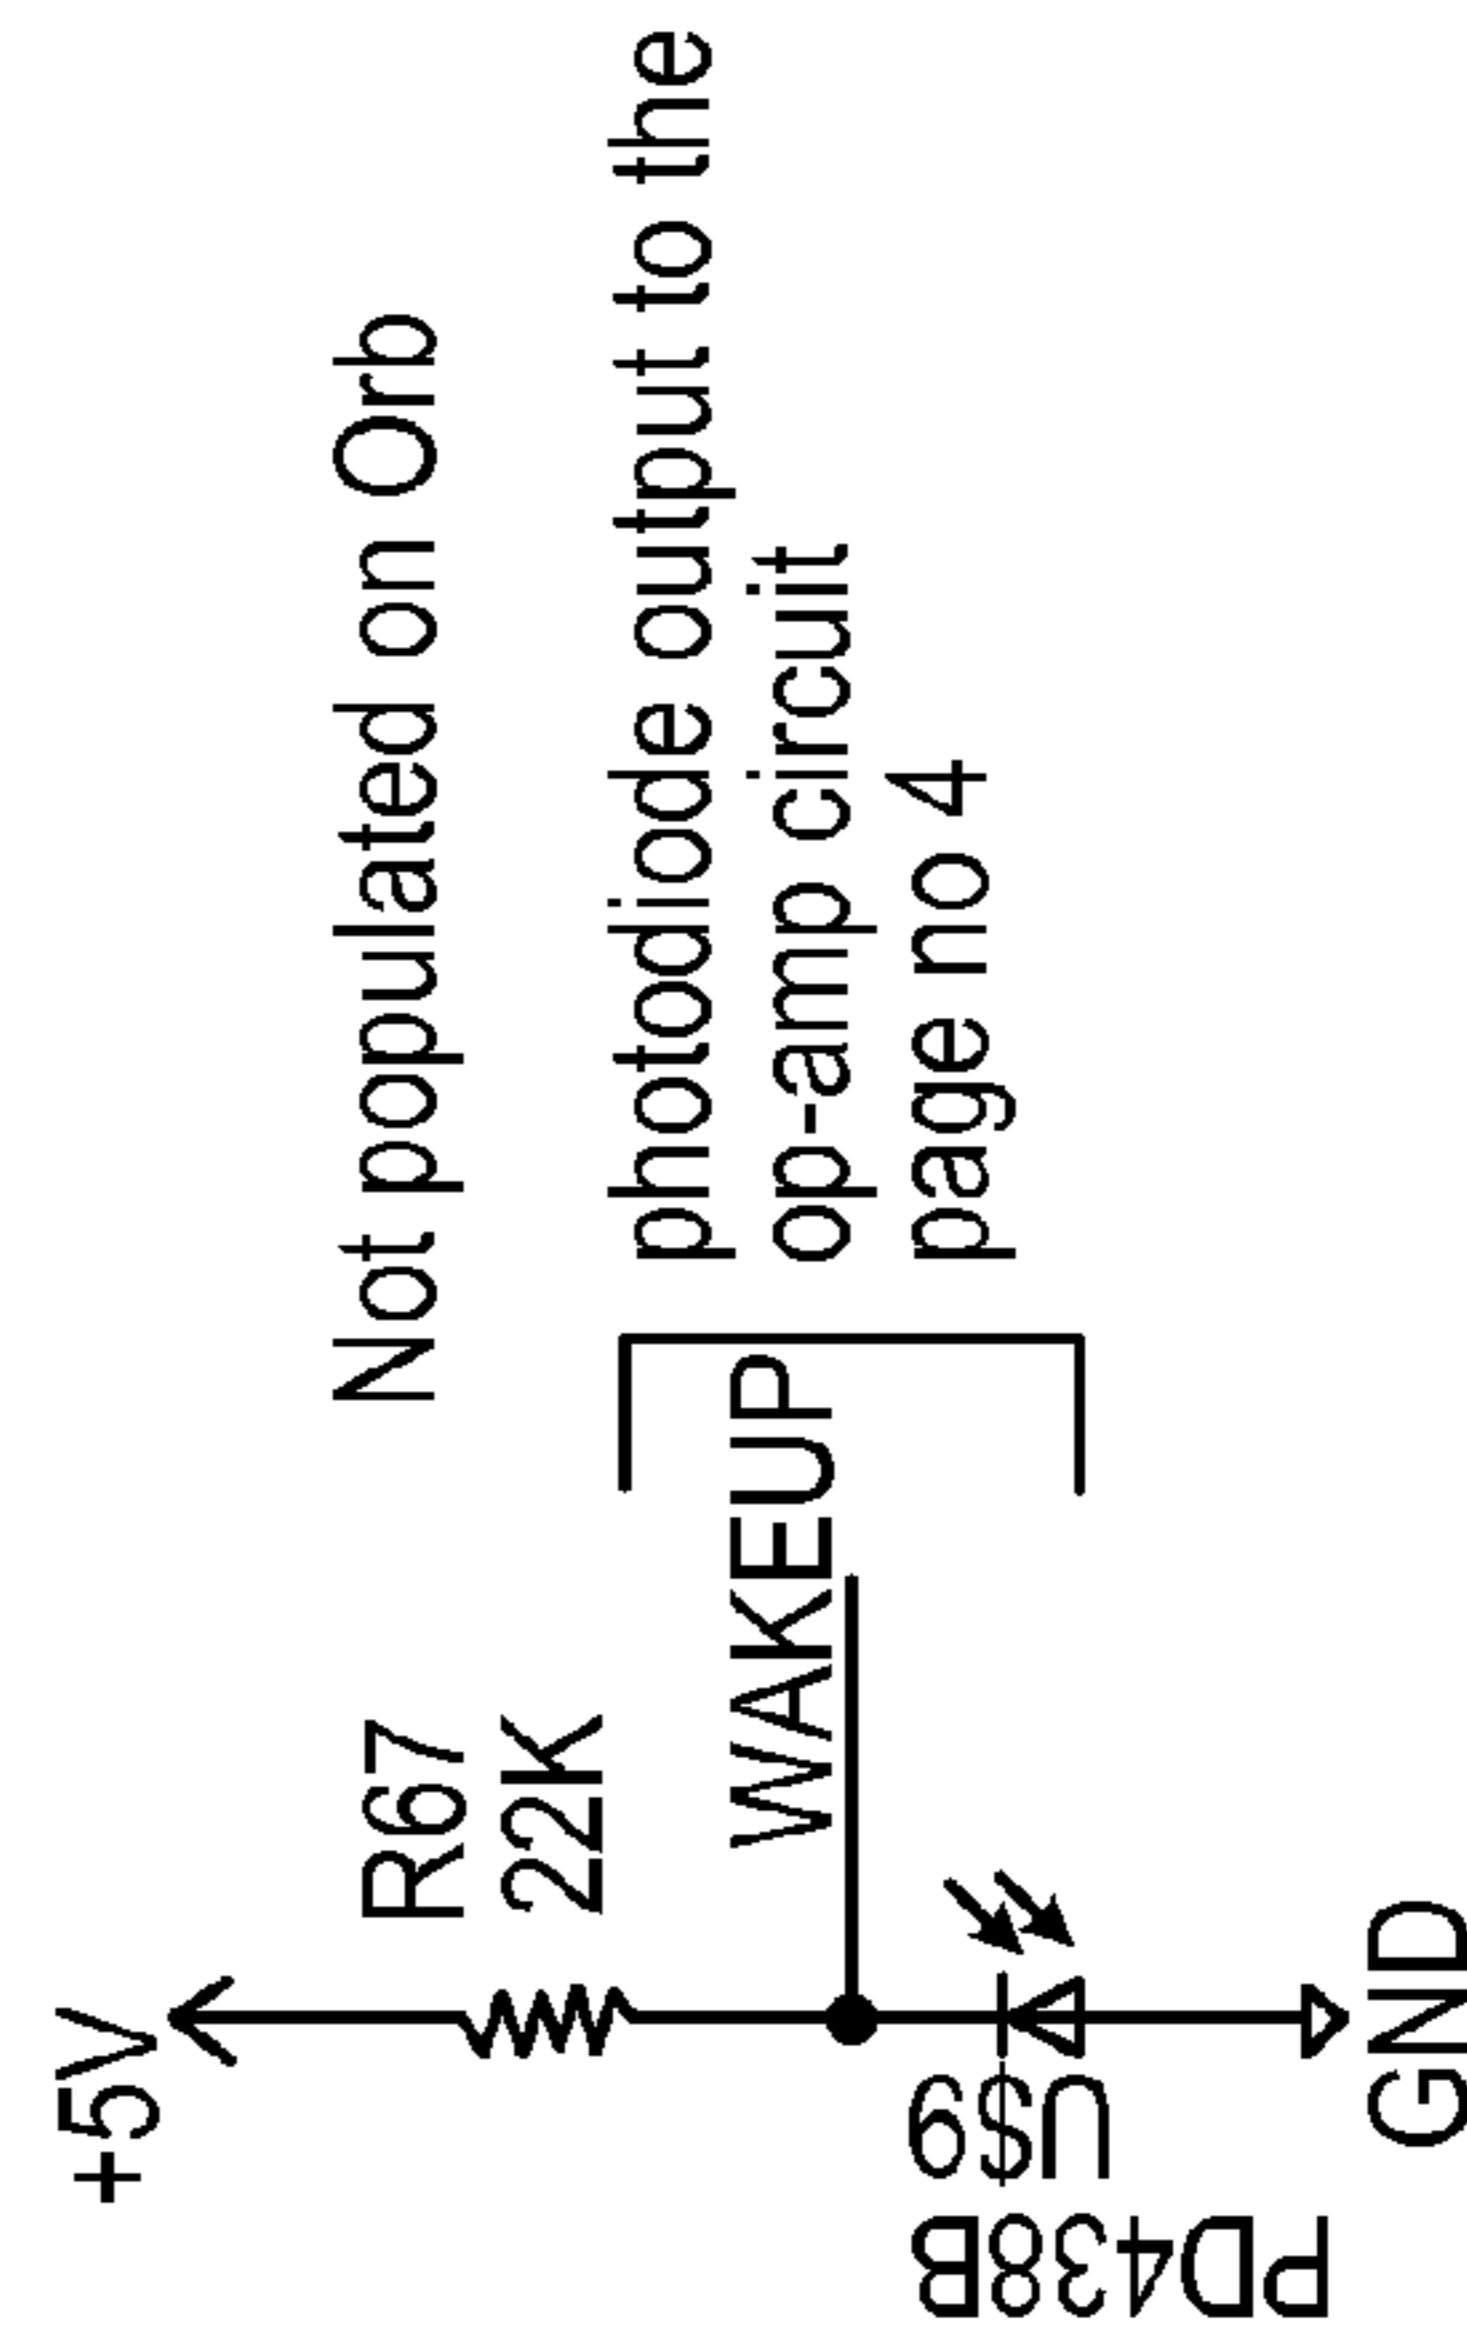 +5V
Not populated on Orb
R67
22K
WAKEUP
photodiode output to the
op-amp circuit
page no 4
U$9
PD438B
GND